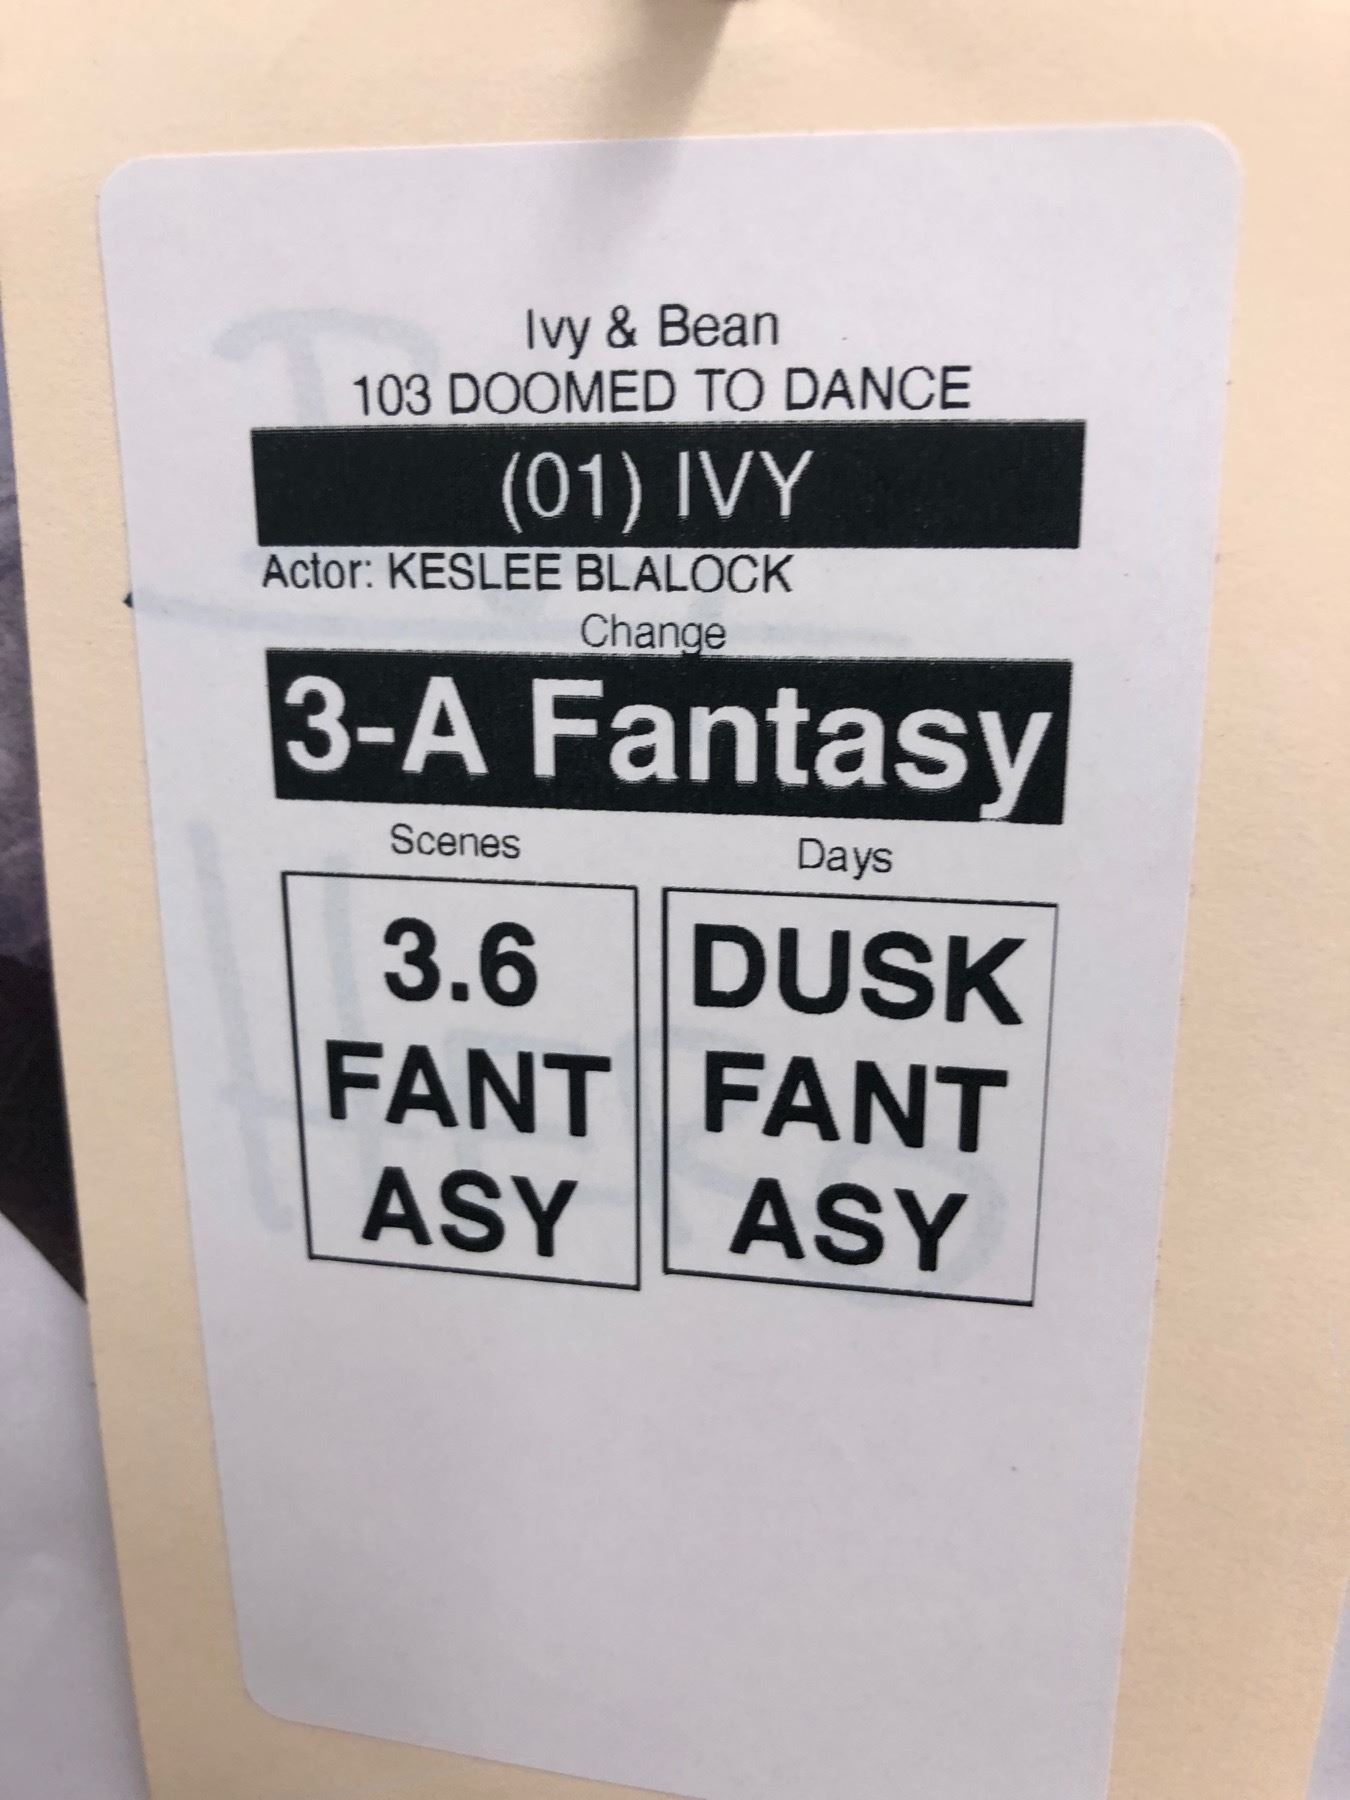 Ivy & Bean
103 DOOMED TO DANCE
(01) IVY
Actor: KESLEE BLALOCK
Change
3-A Fantasy
Scenes
Days
3.6
FANT
ASY
DUSK
FANT
ASY